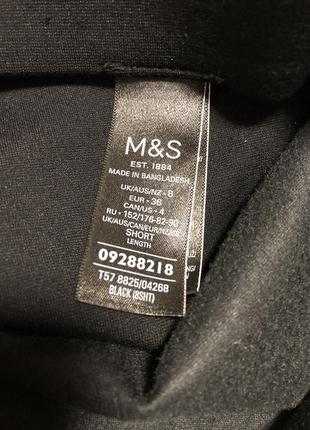 M&S
EST. 1884
MADE IN BANGLADESH
UK/AUS/NZ • 8
EUR • 36
CAN/US • 4
RU • 152/176-82-90
UK/AUS/CAN/EUR/NZ/US
SHORT
LENGTH
09288218
T57 8825/04268
BLACK (8SHT)